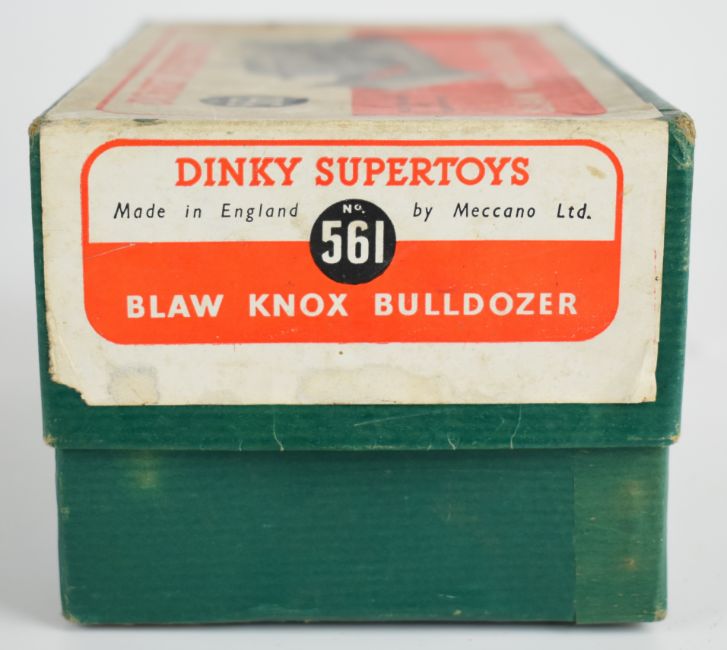 DINKY SUPERTOYS
Made in England No. by Meccano Ltd.
561
BLAW KNOX BULLDOZER